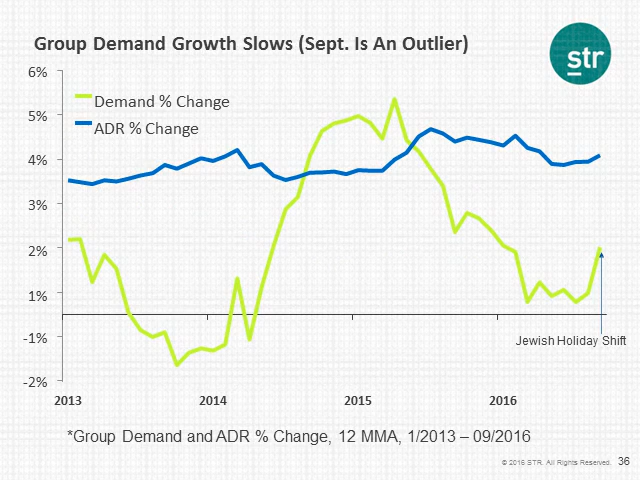 Group Demand Growth Slows (Sept. Is An Outlier)
str
6%
Demand % Change
5%
ADR % Change
4%
3%
2%
1%
-1%
Jewish Holiday Shift
-2%
2013 2014 2015 2016
*Group Demand and ADR % Change, 12 MMA, 1/2013 – 09/2016
© 2016 STR. All Rights Reserved. 36